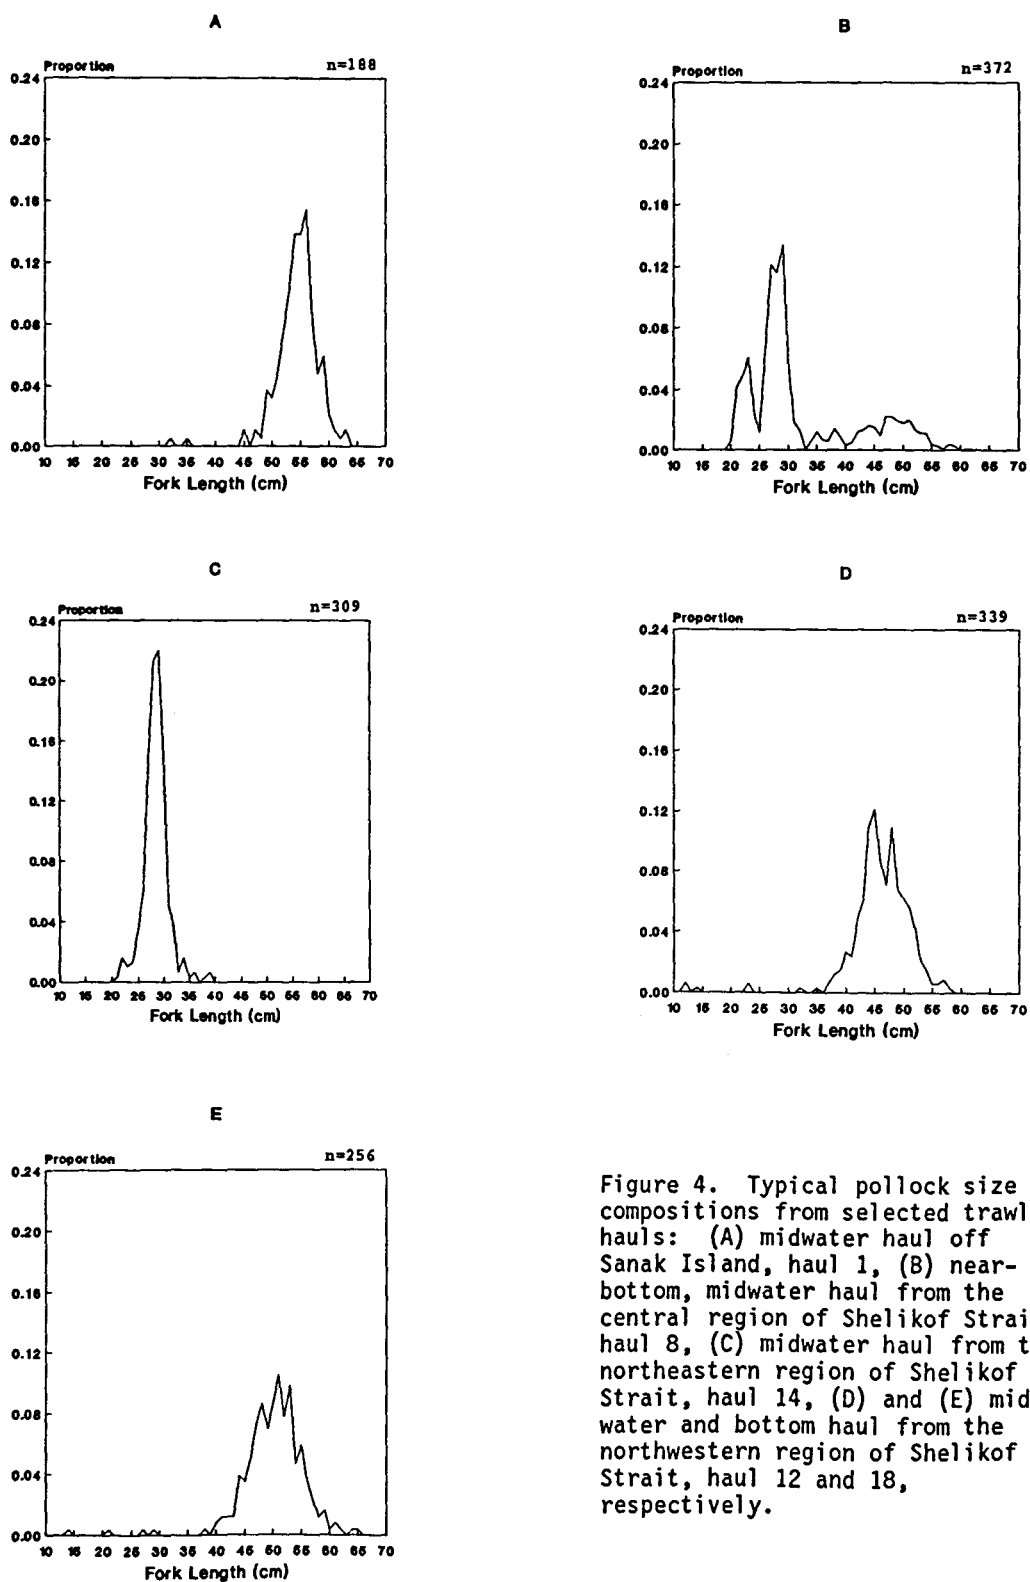 A
Proportion n=188
0.24
0.20
0.16
0.12
0.08
0.04
0.00
10 15 20 25 30 35 40 45 50 55 60 65 70
Fork Length (cm)
B
Proportion n=372
0.24
0.20
0.16
0.12
0.08
0.04
0.00
10 15 20 25 30 35 40 45 50 55 60 65 70
Fork Length (cm)
C
Proportion n=309
0.24
0.20
0.16
0.12
0.08
0.04
0.00
10 15 20 25 30 35 40 45 50 55 60 65 70
Fork Length (cm)
D
Proportion n=339
0.24
0.20
0.16
0.12
0.08
0.04
0.00
10 15 20 25 30 35 40 45 50 55 60 65 70
Fork Length (cm)
E
Proportion n=256
0.24
0.20
0.16
0.12
0.08
0.04
0.00
10 15 20 25 30 35 40 45 50 55 60 65 70
Fork Length (cm)
Figure 4. Typical pollock size
compositions from selected trawl
hauls: (A) midwater haul off
Sanak Island, haul 1, (B) near-
bottom, midwater haul from the
central region of Shelikof Strai
haul 8, (C) midwater haul from t
northeastern region of Shelikof
Strait, haul 14, (D) and (E) mid
water and bottom haul from the
northwestern region of Shelikof
Strait, haul 12 and 18,
respectively.